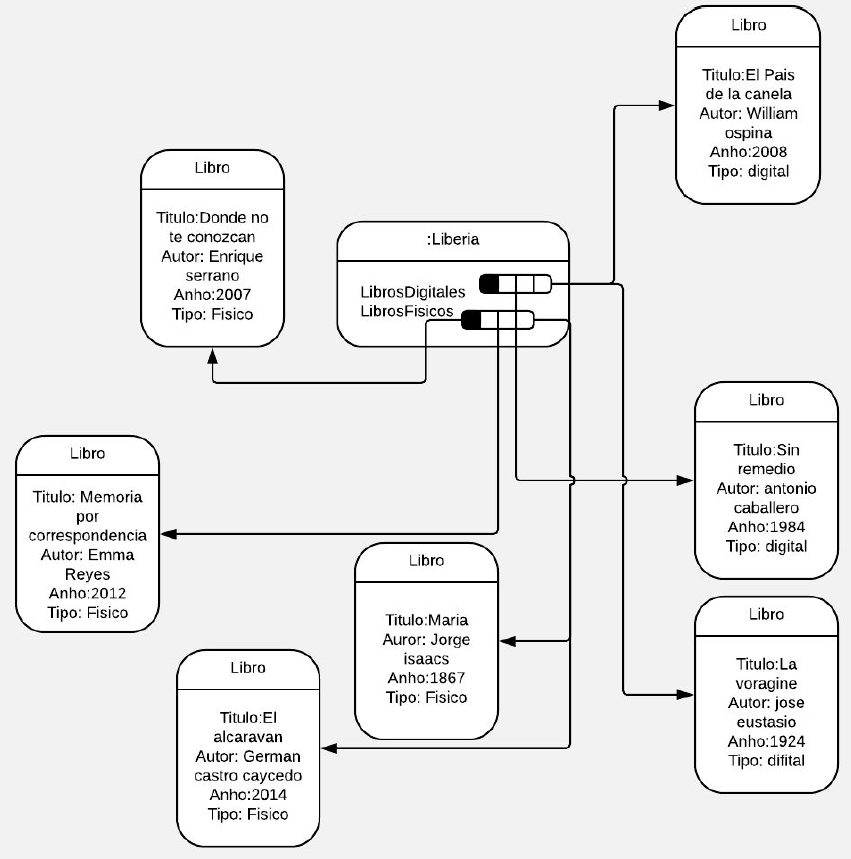 Libro
Titulo:El Pais
de la canela
Autor: William
ospina
Anho:2008
Tipo: digital
Libro
Titulo:Donde no
te conozcan
Autor: Enrique
serrano
Anho:2007
Tipo: Fisico
:Liberia
LibrosDigitales
LibrosFisicos
Libro
Titulo:Sin
remedio
Autor: antonio
caballero
Anho:1984
Tipo: digital
Libro
Titulo: Memoria
por
correspondencia
Autor: Emma
Reyes
Anho:2012
Tipo: Fisico
Libro
Titulo:Maria
Auror: Jorge
isaacs
Anho:1867
Tipo: Fisico
Libro
Titulo:La
voragine
Autor: jose
eustasio
Anho:1924
Tipo: difital
Libro
Titulo:El
alcaravan
Autor: German
castro caycedo
Anho:2014
Tipo: Fisico